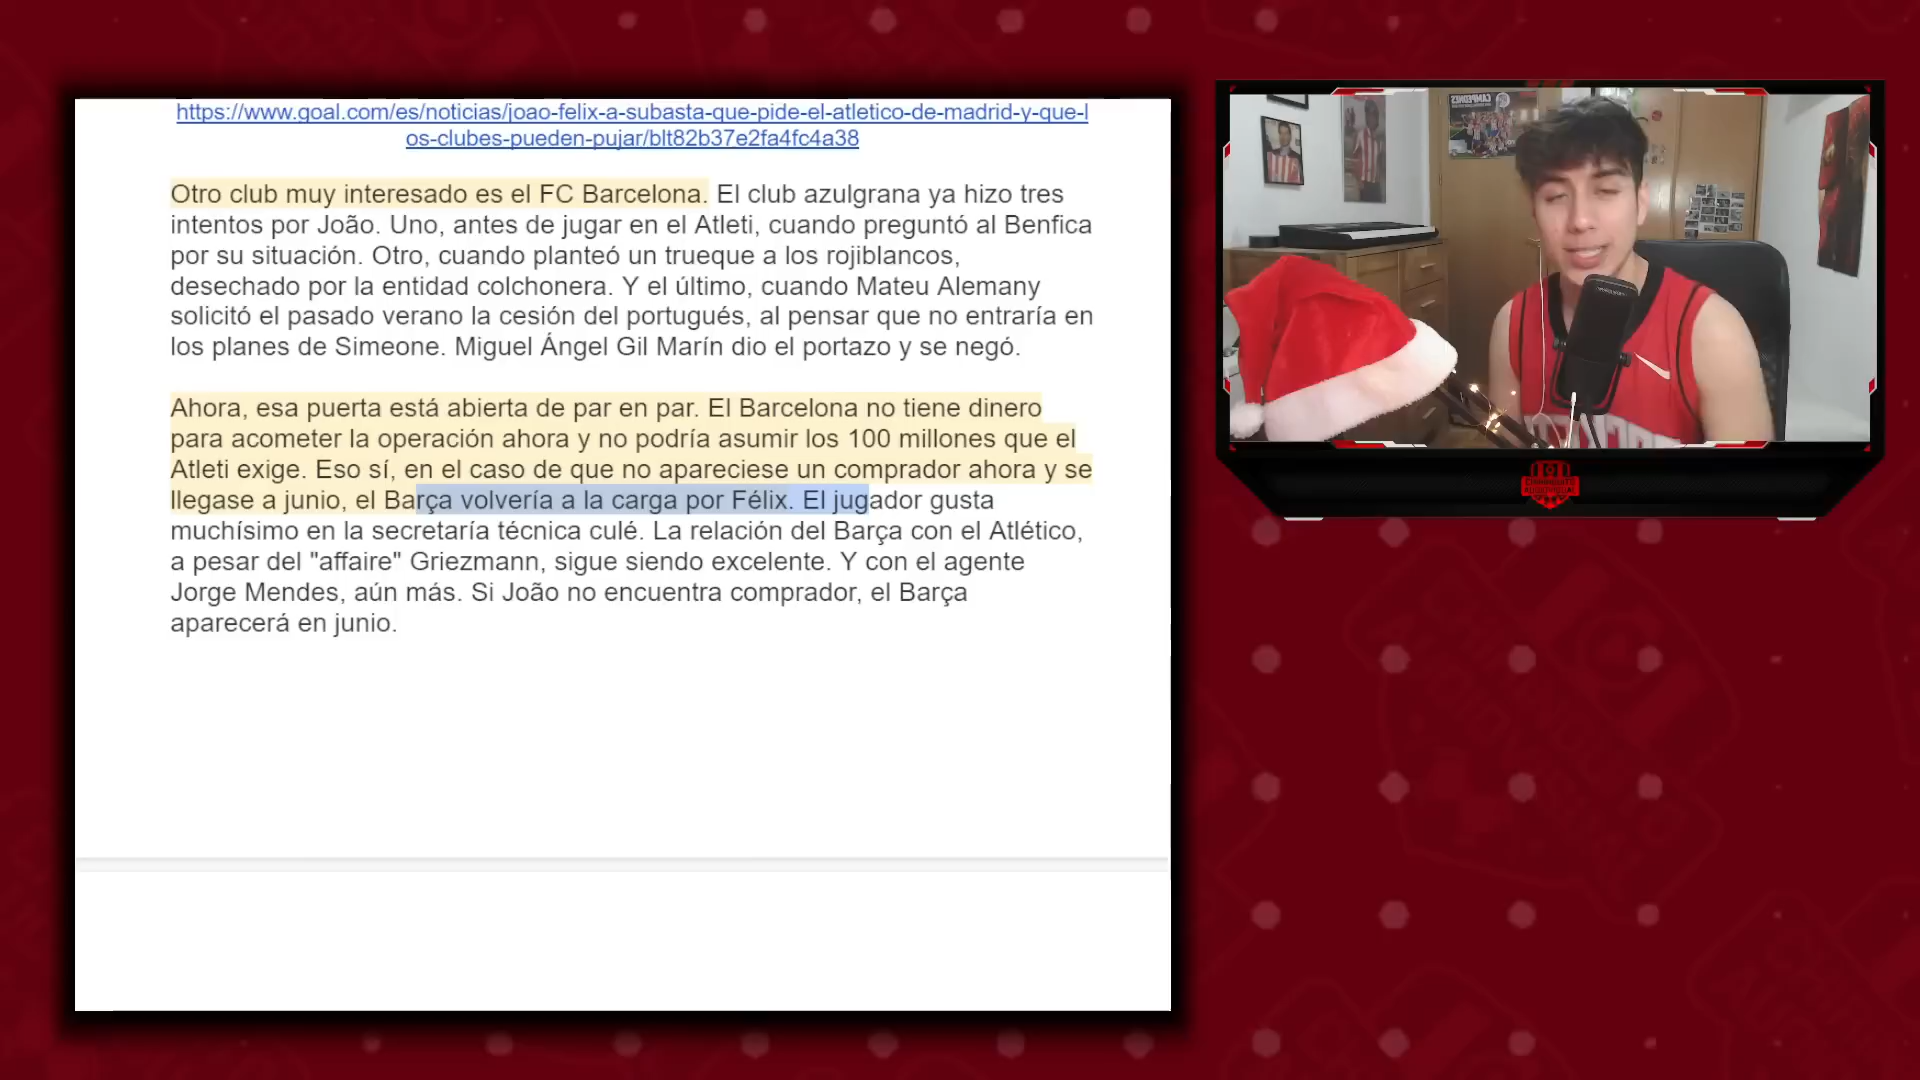 https://www.goal.com/es/noticias/joao-felix-a-subasta-que-pide-el-atletico-de-madrid-y-que-l
os-clubes-pueden-pujar/blt82b37e2fa4fc4a38
Otro club muy interesado es el FC Barcelona. El club azulgrana ya hizo tres
intentos por João. Uno, antes de jugar en el Atleti, cuando preguntó al Benfica
por su situación. Otro, cuando planteó un trueque a los rojiblancos,
desechado por la entidad colchonera. Y el último, cuando Mateu Alemany
solicitó el pasado verano la cesión del portugués, al pensar que no entraría en
los planes de Simeone. Miguel Ángel Gil Marín dio el portazo y se negó.
Ahora, esa puerta está abierta de par en par. El Barcelona no tiene dinero
para acometer la operación ahora y no podría asumir los 100 millones que el
Atleti exige. Eso sí, en el caso de que no apareciese un comprador ahora y se
llegase a junio, el Barça volvería a la carga por Félix. El jugador gusta
muchísimo en la secretaría técnica culé. La relación del Barça con el Atlético,
a pesar del "affaire" Griezmann, sigue siendo excelente. Y con el agente
Jorge Mendes, aún más. Si João no encuentra comprador, el Barça
aparecerá en junio.
CAMPEONES